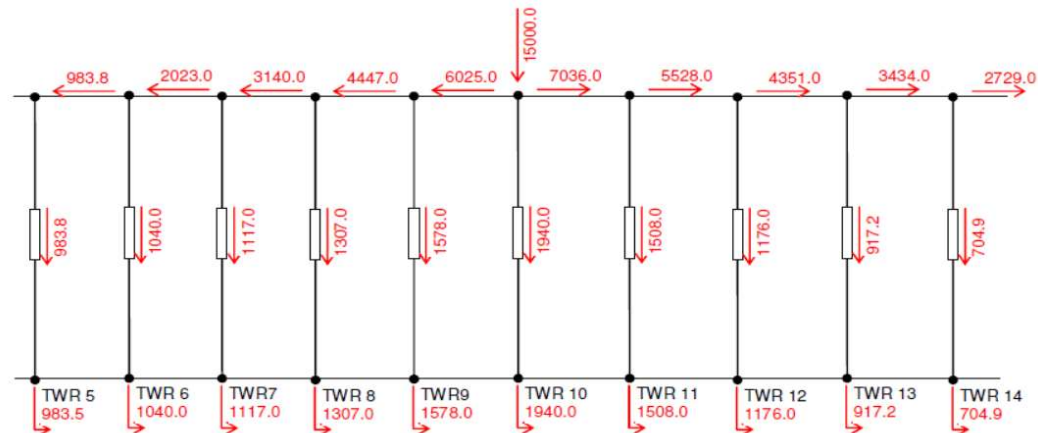 15000.0
983.8 2023.0 3140.0 4447.0 6025.0 7036.0 5528.0 4351.0 3434.0 2729.0
983.8 1040.0 1117.0 1307.0 1578.0 1940.0 1508.0 1176.0 917.2 704.9
TWR 5 TWR 6 TWR7 TWR 8 TWR9 TWR 10 TWR 11 TWR 12 TWR 13 TWR 14
983.5 1040.0 1117.0 1307.0 1578.0 1940.0 1508.0 1176.0 917.2 704.9